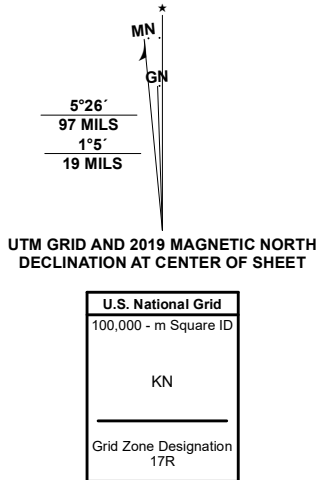 ★
MN
GN
5°26´
97 MILS
1°5´
19 MILS
UTM GRID AND 2019 MAGNETIC NORTH
DECLINATION AT CENTER OF SHEET
U.S. National Grid
100,000 - m Square ID
KN
Grid Zone Designation
17R